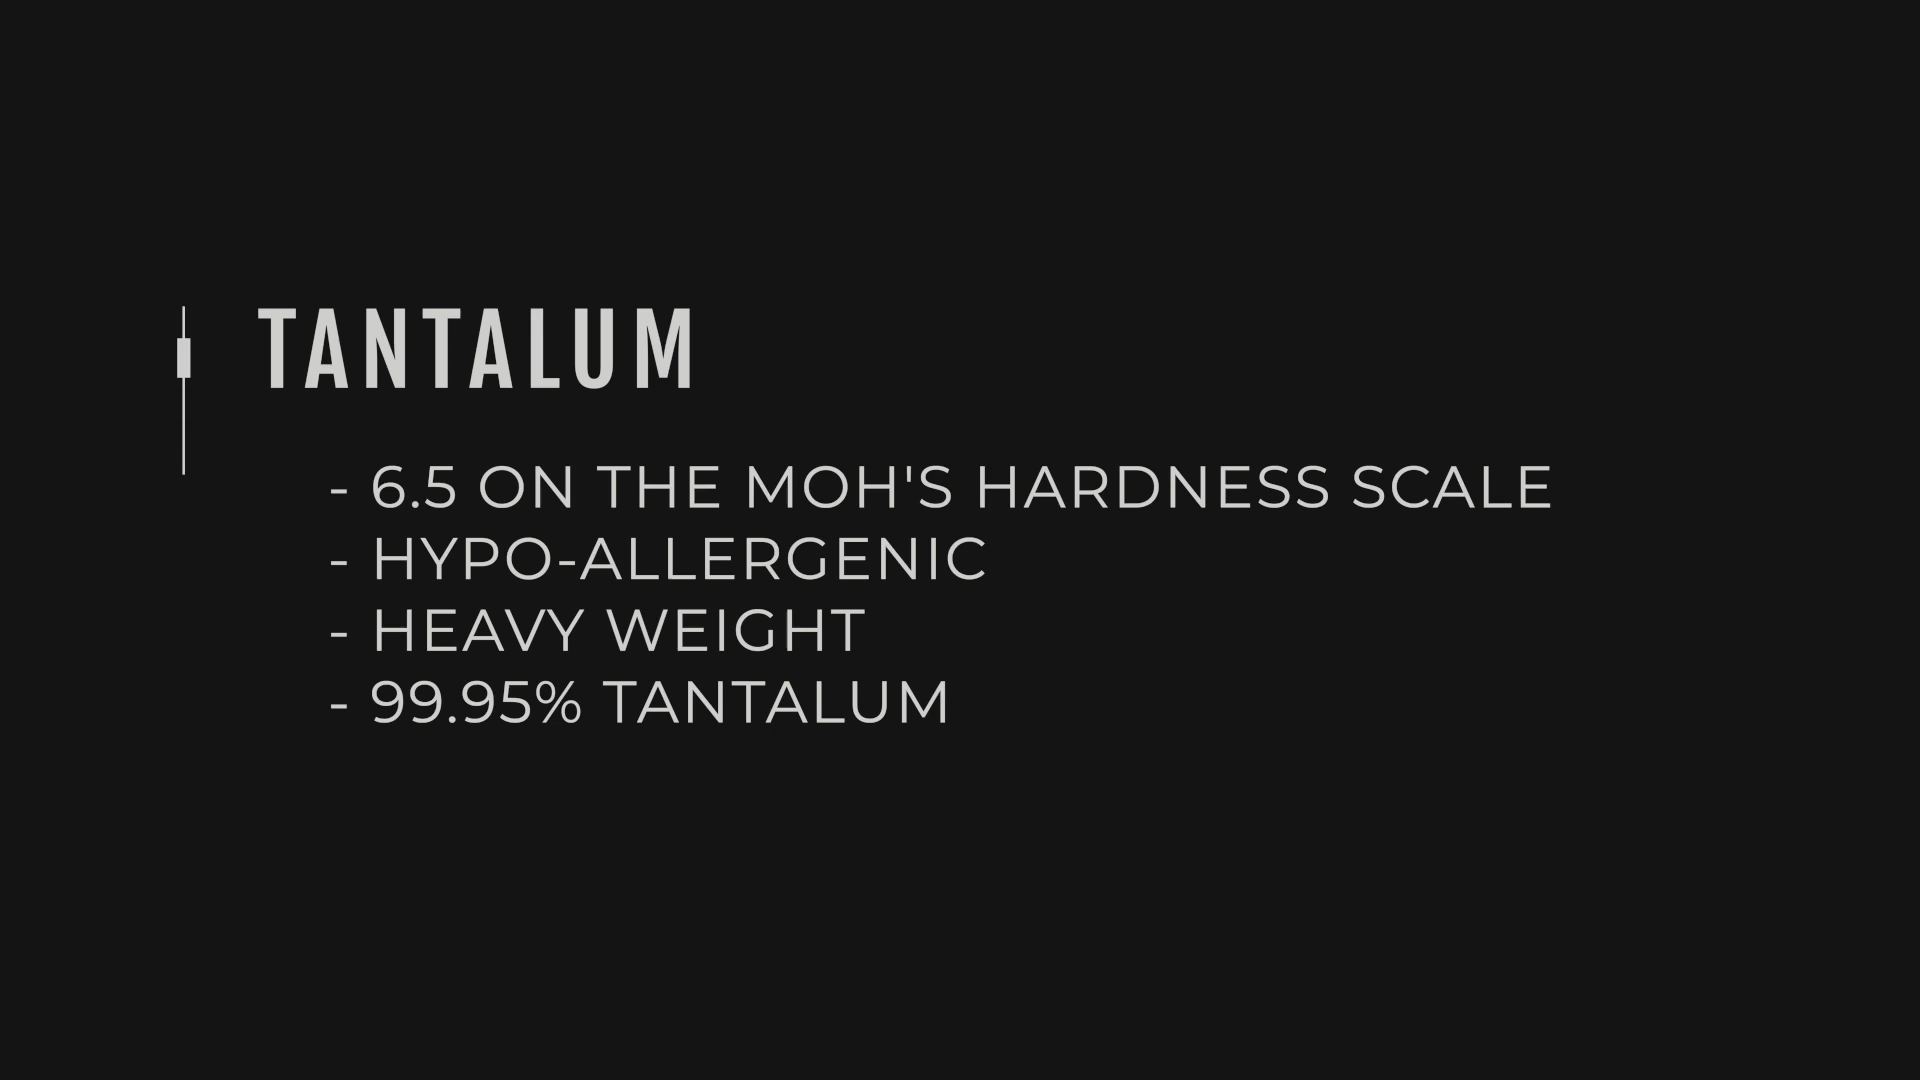 TANTALUM
- 6.5 ON THE MOH'S HARDNESS SCALE
- HYPO-ALLERGENIC
- HEAVY WEIGHT
- 99.95% TANTALUM